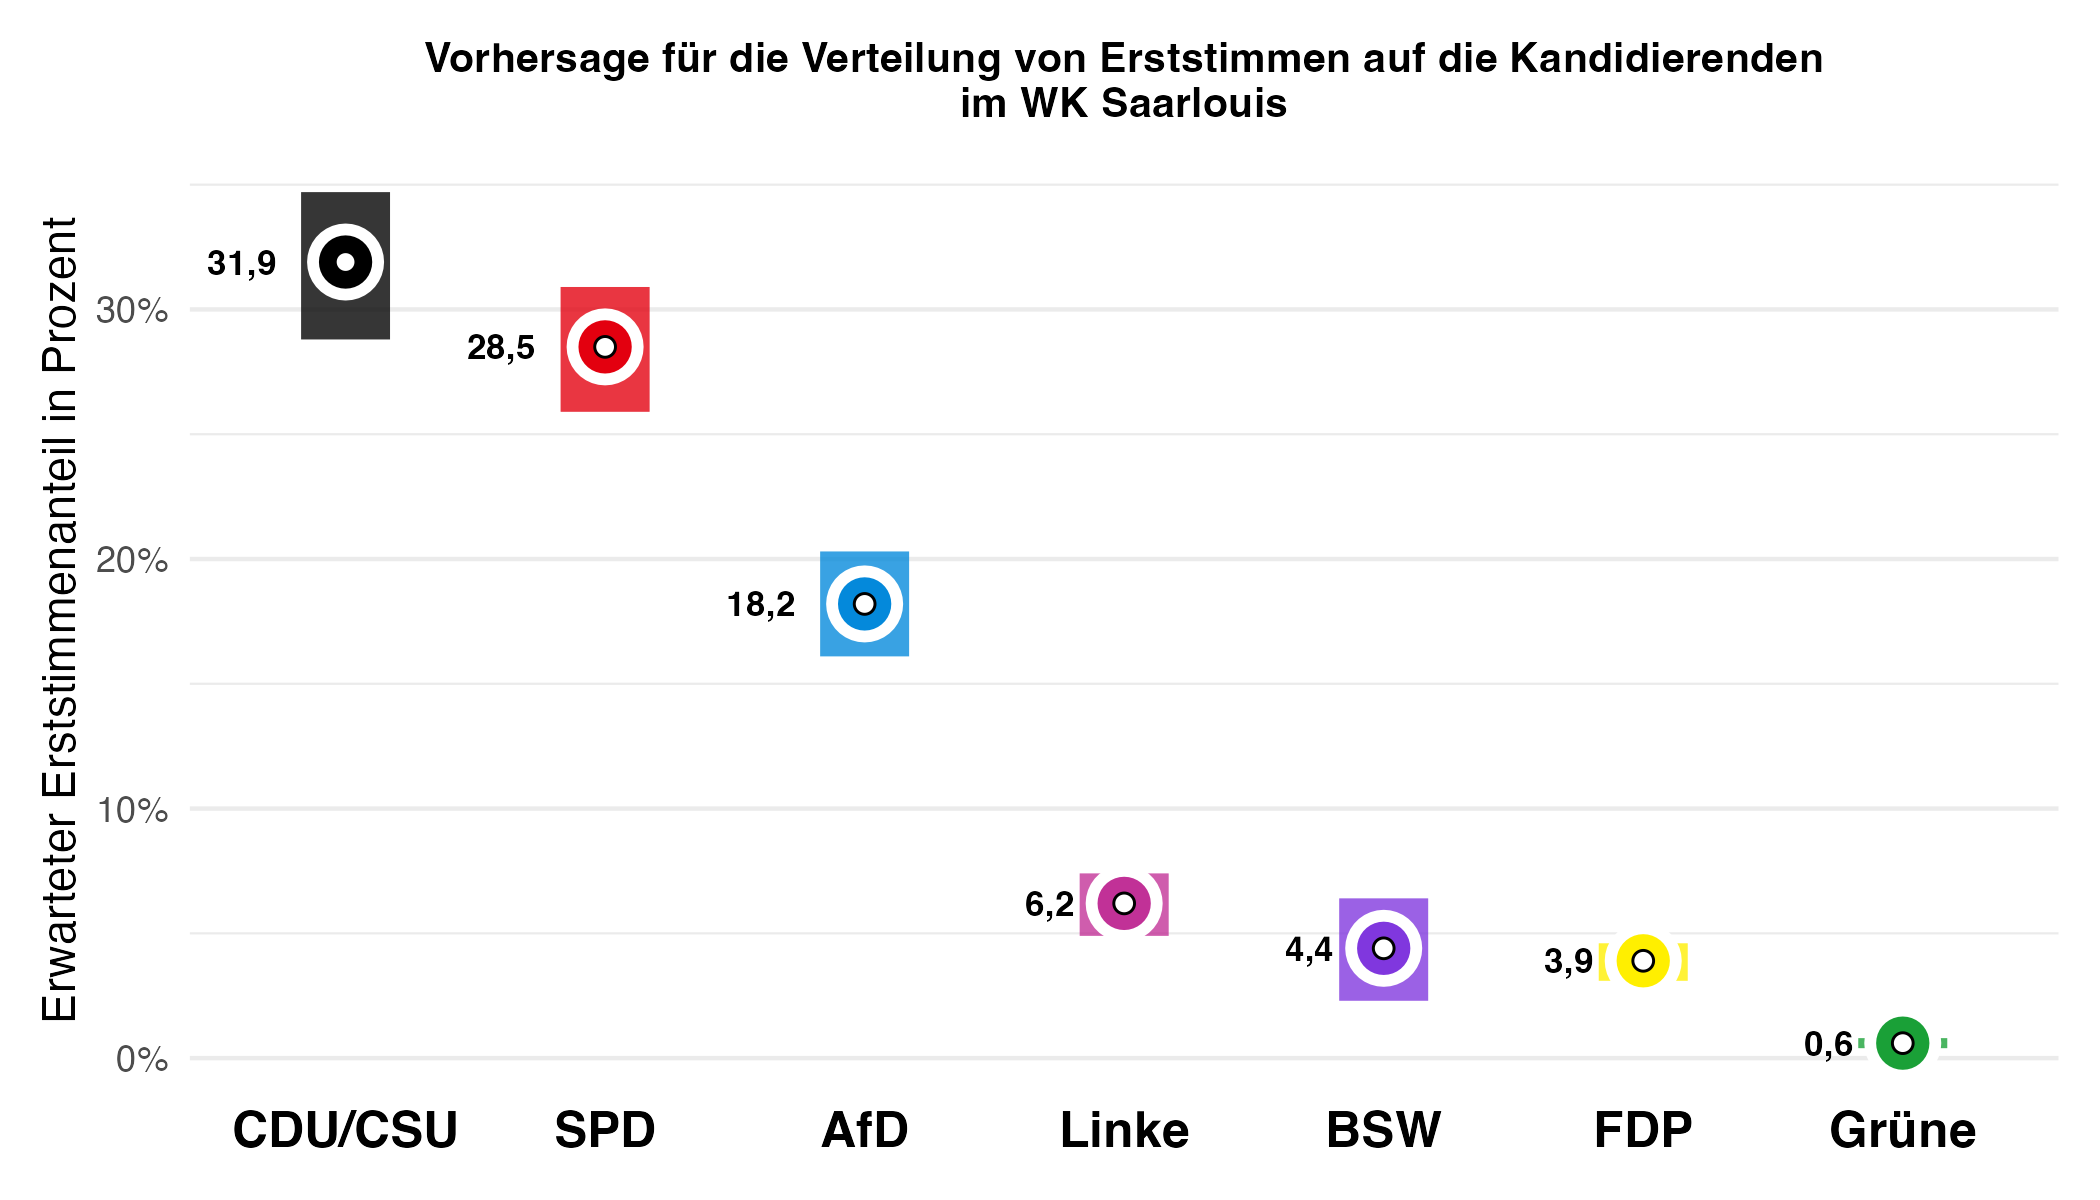 Vorhersage für die Verteilung von Erststimmen auf die Kandidierenden
im WK Saarlouis
Erwarteter Erststimmenanteil in Prozent
30%
20%
10%
0%
31,9
28,5
18,2
6,2
4,4
3,9
0,6
CDU/CSU
SPD
AfD
Linke
BSW
FDP
Grüne